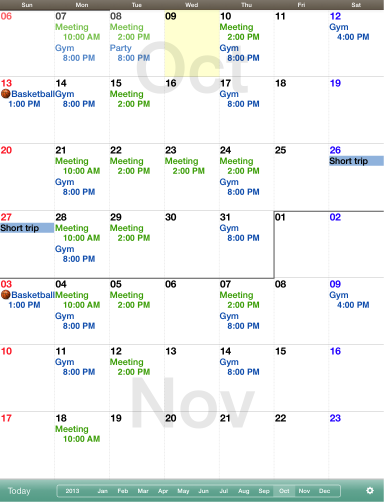 Sun Mon Tue Wed Thu Fri Sat
06 07 08 09 10 11 12
Meeting Meeting Meeting Gym
10:00 AM 2:00 PM 2:00 PM 4:00 PM
Gym Party Gym
8:00 PM 8:00 PM 8:00 PM
Oct
13 14 15 16 17 18 19
Basketball Gym Meeting Gym
1:00 PM 8:00 PM 2:00 PM 8:00 PM
20 21 22 23 24 25 26
Meeting Meeting Meeting Meeting Short trip
10:00 AM 2:00 PM 2:00 PM 2:00 PM
Gym Gym
8:00 PM 8:00 PM
27 28 29 30 31 01 02
Short trip Meeting Meeting Gym
10:00 AM 2:00 PM 8:00 PM
Gym
8:00 PM
03 04 05 06 07 08 09
Basketball Meeting Meeting Meeting Gym
1:00 PM 10:00 AM 2:00 PM 2:00 PM 4:00 PM
Gym Gym
8:00 PM 8:00 PM
10 11 12 13 14 15 16
Gym Meeting Gym
8:00 PM 2:00 PM 8:00 PM
Nov
17 18 19 20 21 22 23
Meeting
10:00 AM
Today 2013 Jan Feb Mar Apr May Jun Jul Aug Sep Oct Nov Dec